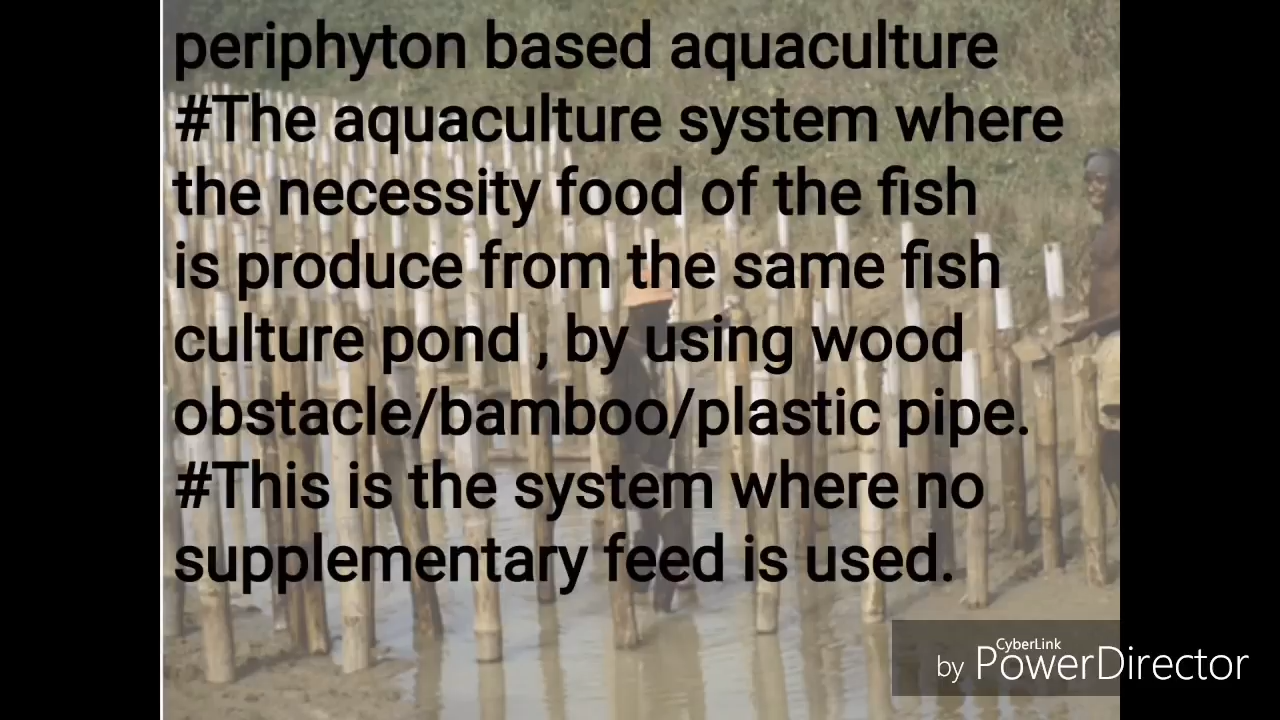 periphyton based aquaculture
#The aquaculture system where
the necessity food of the fish
is produce from the same fish
culture pond , by using wood
obstacle/bamboo/plastic pipe.
#This is the system where no
supplementary feed is used.
CyberLink
by PowerDirector